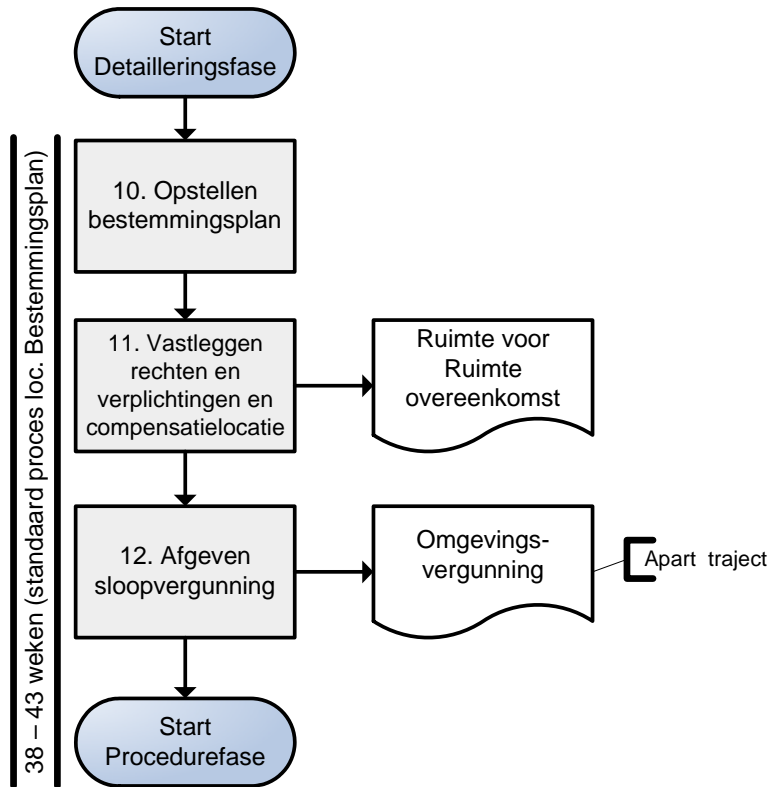 Start
Detailleringsfase
38 – 43 weken (standaard proces loc. Bestemmingsplan)
10. Opstellen
bestemmingsplan
11. Vastleggen
rechten en
verplichtingen en
compensatielocatie
Ruimte voor
Ruimte
overeenkomst
12. Afgeven
sloopvergunning
Omgevings-
vergunning
Apart traject
Start
Procedurefase